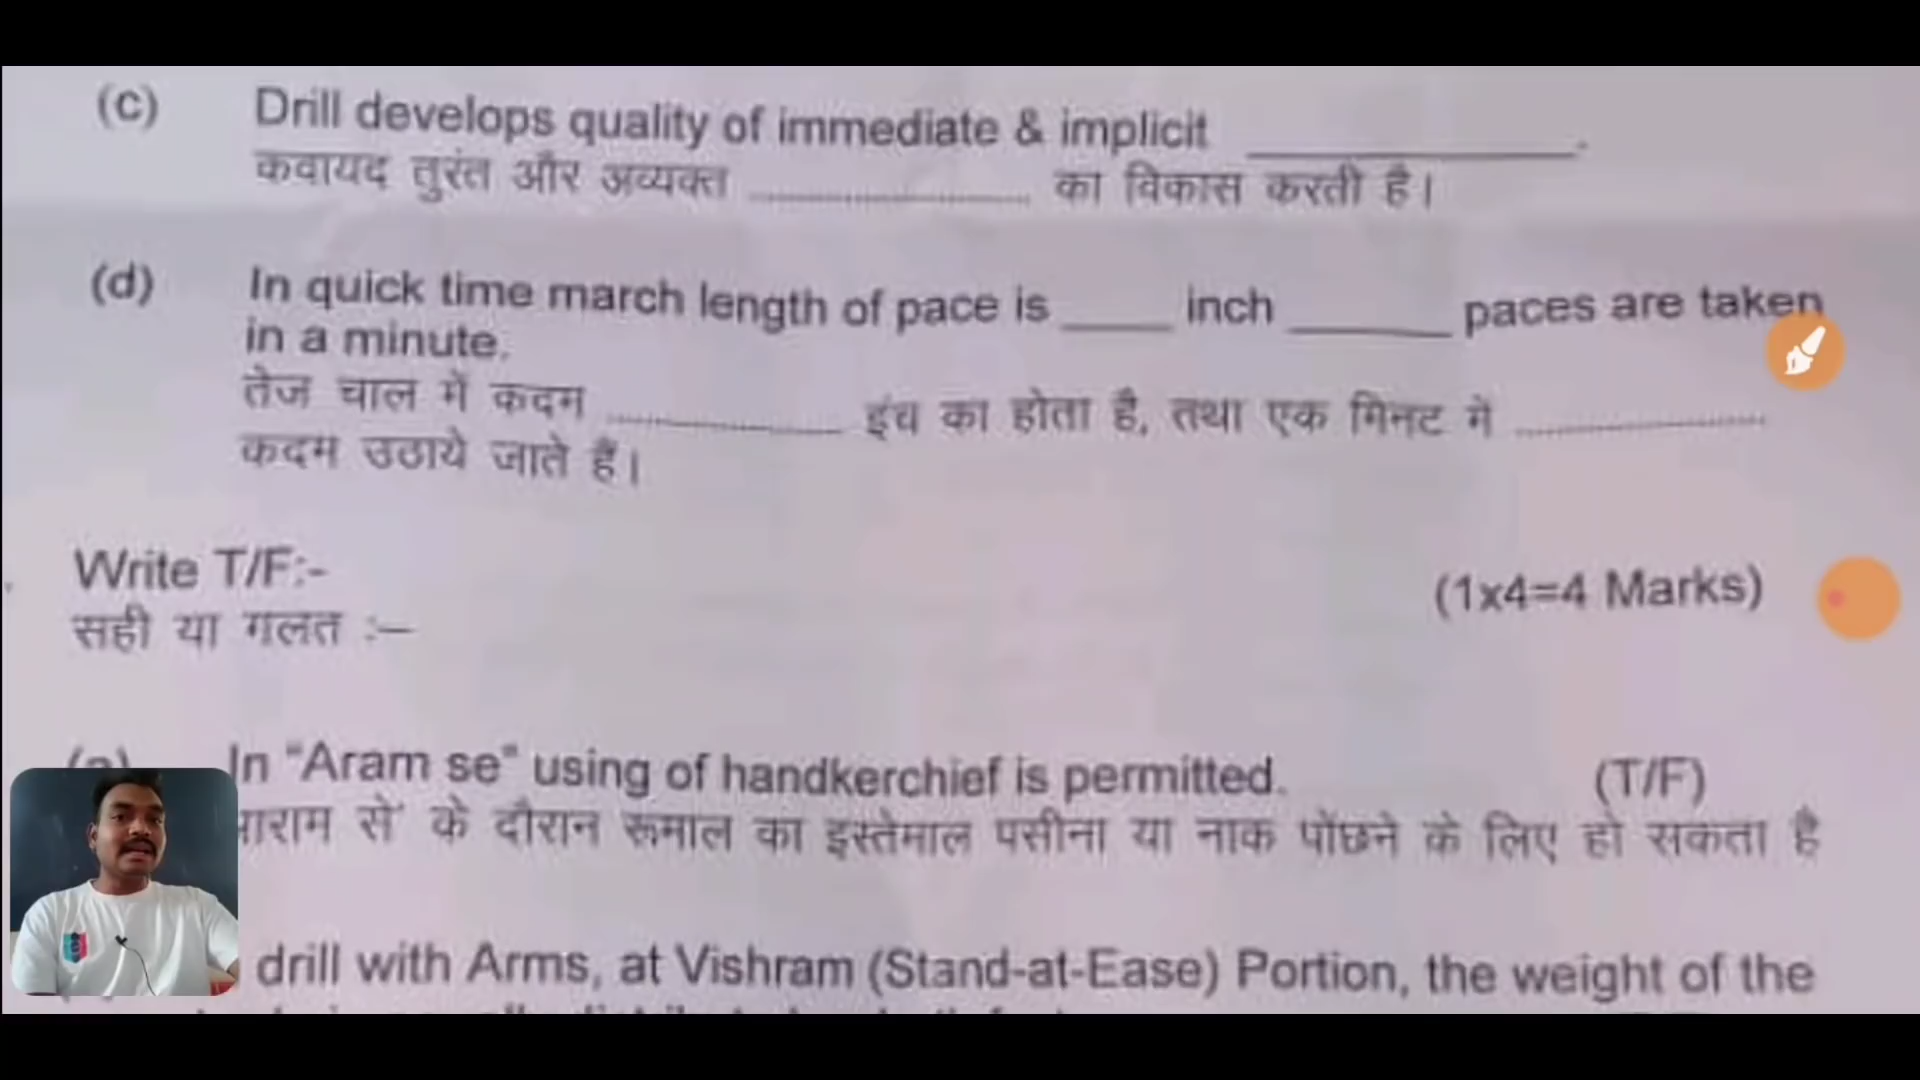 (c) Drill develops quality of immediate & implicit ____________.
कवायद तुरंत और अव्यक्त .................... का विकास करती है।
(d) In quick time march length of pace is _____ inch _______ paces are taken
in a minute.
तेज चाल में कदम .................... इंच का होता है, तथा एक मिनट में ....................
कदम उठाये जाते हैं।
Write T/F:- (1x4=4 Marks)
सही या गलत :–
In "Aram se" using of handkerchief is permitted. (T/F)
से' के दौरान रूमाल का इस्तेमाल पसीना या नाक पोंछने के लिए हो सकता है
drill with Arms, at Vishram (Stand-at-Ease) Portion, the weight of the